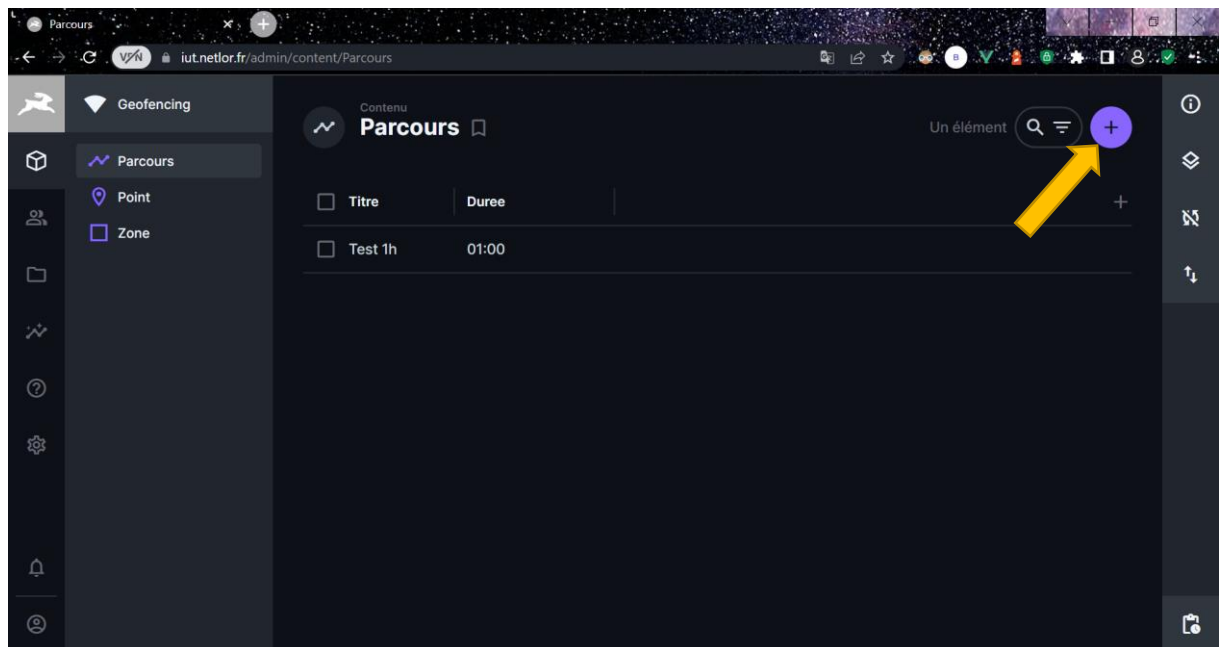 Parcours
VPN iut.netlor.fr/admin/content/Parcours
Geofencing
Contenu
Parcours
Un élément
Parcours
Point
Zone
Titre Duree
Test 1h 01:00